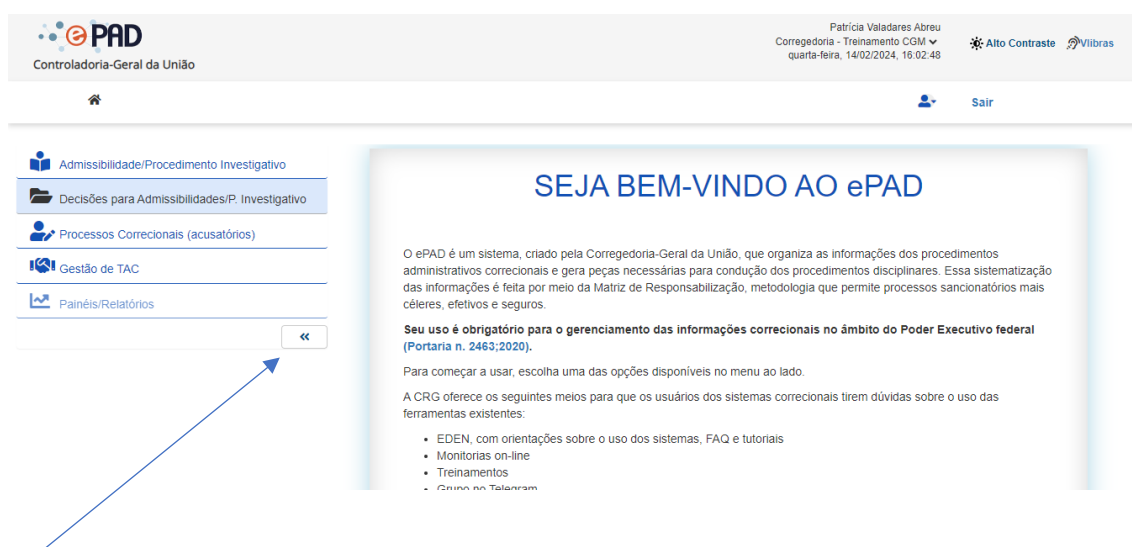 ePAD
Controladoria-Geral da União
Patrícia Valadares Abreu
Corregedoria - Treinamento CGM
quarta-feira, 14/02/2024, 16:02:48
Alto Contraste
Vlibras
Sair
Admissibilidade/Procedimento Investigativo
Decisões para Admissibilidades/P. Investigativo
Processos Correcionais (acusatórios)
Gestão de TAC
Painéis/Relatórios
«
SEJA BEM-VINDO AO ePAD
O ePAD é um sistema, criado pela Corregedoria-Geral da União, que organiza as informações dos procedimentos
administrativos correcionais e gera peças necessárias para condução dos procedimentos disciplinares. Essa sistematização
das informações é feita por meio da Matriz de Responsabilização, metodologia que permite processos sancionatórios mais
céleres, efetivos e seguros.
Seu uso é obrigatório para o gerenciamento das informações correcionais no âmbito do Poder Executivo federal
(Portaria n. 2463;2020).
Para começar a usar, escolha uma das opções disponíveis no menu ao lado.
A CRG oferece os seguintes meios para que os usuários dos sistemas correcionais tirem dúvidas sobre o uso das
ferramentas existentes:
• EDEN, com orientações sobre o uso dos sistemas, FAQ e tutoriais
• Monitorias on-line
• Treinamentos
• Grupo no Telegram